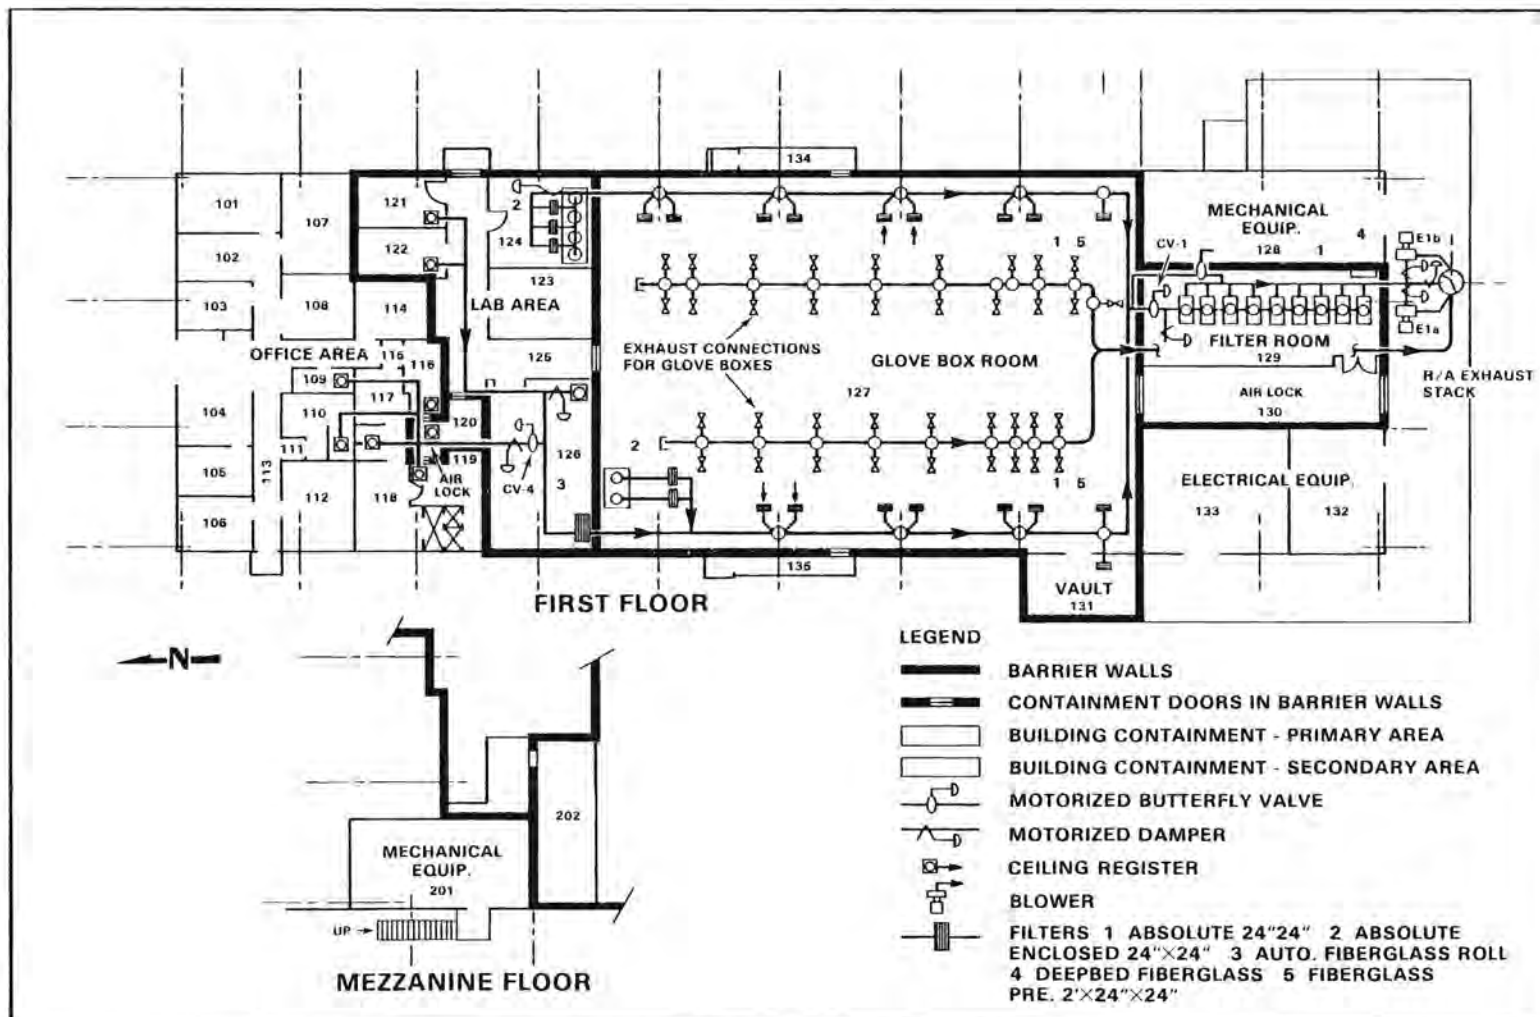 134
101
107
121
2
124
MECHANICAL
EQUIP.
128
1
4
E1b
CV-1
102
122
123
1 5
103
108
114
LAB AREA
E1a
FILTER ROOM
129
OFFICE AREA
115
116
125
EXHAUST CONNECTIONS
FOR GLOVE BOXES
GLOVE BOX ROOM
127
R/A EXHAUST
STACK
109
117
AIR LOCK
130
104
110
120
111
119
126
2
105
113
112
118
AIR
LOCK
CV-4
3
1 5
ELECTRICAL EQUIP.
133
132
106
135
VAULT
131
FIRST FLOOR
N
LEGEND
BARRIER WALLS
CONTAINMENT DOORS IN BARRIER WALLS
BUILDING CONTAINMENT - PRIMARY AREA
BUILDING CONTAINMENT - SECONDARY AREA
MOTORIZED BUTTERFLY VALVE
MOTORIZED DAMPER
CEILING REGISTER
BLOWER
FILTERS 1 ABSOLUTE 24"24" 2 ABSOLUTE
ENCLOSED 24"×24" 3 AUTO. FIBERGLASS ROLL
4 DEEPBED FIBERGLASS 5 FIBERGLASS
PRE. 2'×24"×24"
202
MECHANICAL
EQUIP.
201
UP
MEZZANINE FLOOR